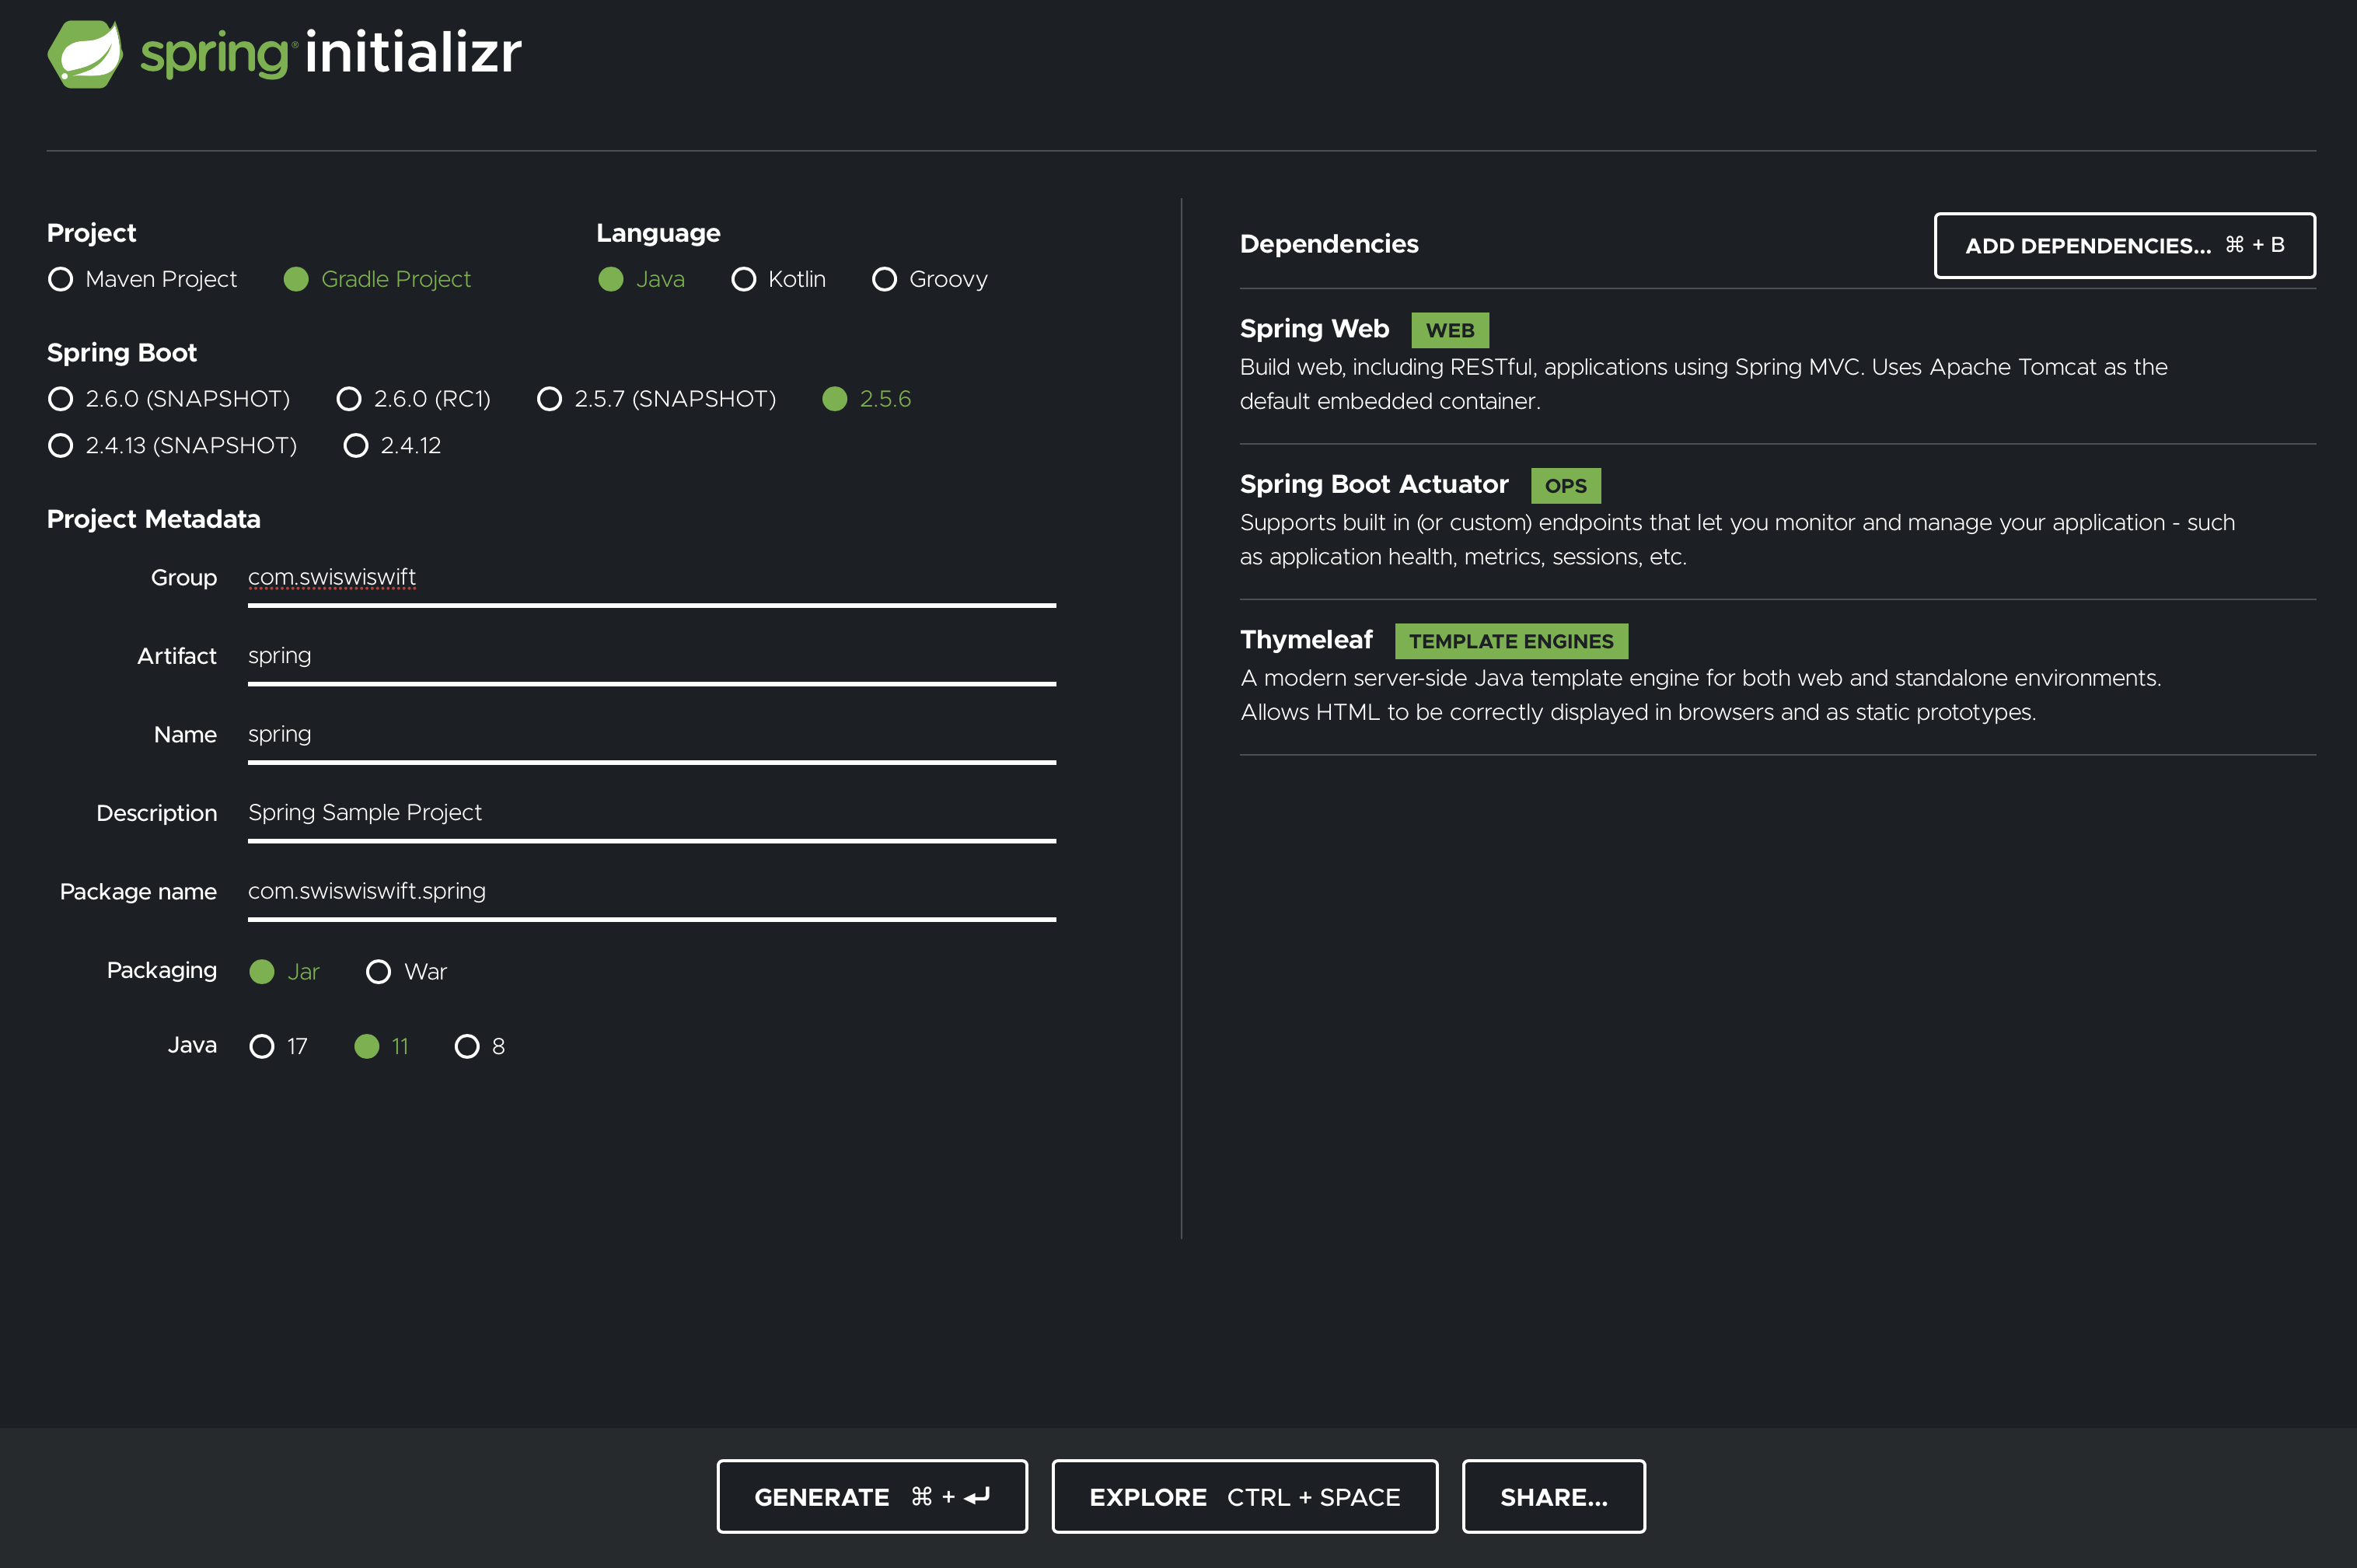 spring initializr
Project
Maven Project Gradle Project
Language
Java Kotlin Groovy
Spring Boot
2.6.0 (SNAPSHOT) 2.6.0 (RC1) 2.5.7 (SNAPSHOT) 2.5.6
2.4.13 (SNAPSHOT) 2.4.12
Project Metadata
Group com.swiswiswift
Artifact spring
Name spring
Description Spring Sample Project
Package name com.swiswiswift.spring
Packaging Jar War
Java 17 11 8
Dependencies
ADD DEPENDENCIES... ⌘ + B
Spring Web WEB
Build web, including RESTful, applications using Spring MVC. Uses Apache Tomcat as the
default embedded container.
Spring Boot Actuator OPS
Supports built in (or custom) endpoints that let you monitor and manage your application - such
as application health, metrics, sessions, etc.
Thymeleaf TEMPLATE ENGINES
A modern server-side Java template engine for both web and standalone environments.
Allows HTML to be correctly displayed in browsers and as static prototypes.
GENERATE ⌘ + ↵
EXPLORE CTRL + SPACE
SHARE...